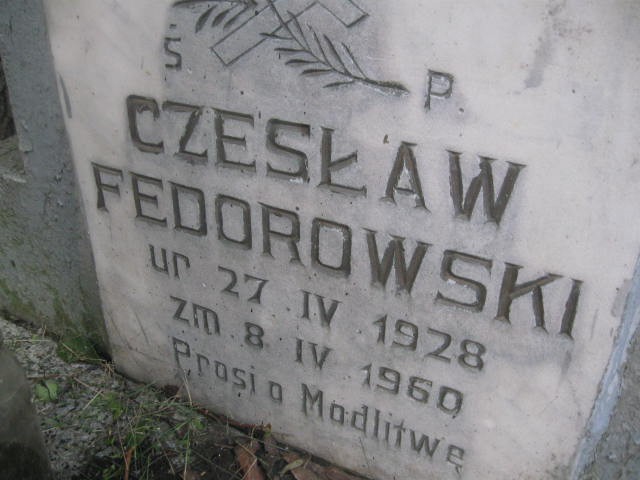 Ś P.
CZESŁAW
FEDOROWSKI
ur 27 IV 1928
zm 8 IV 1960
Prosi o Modlitwę